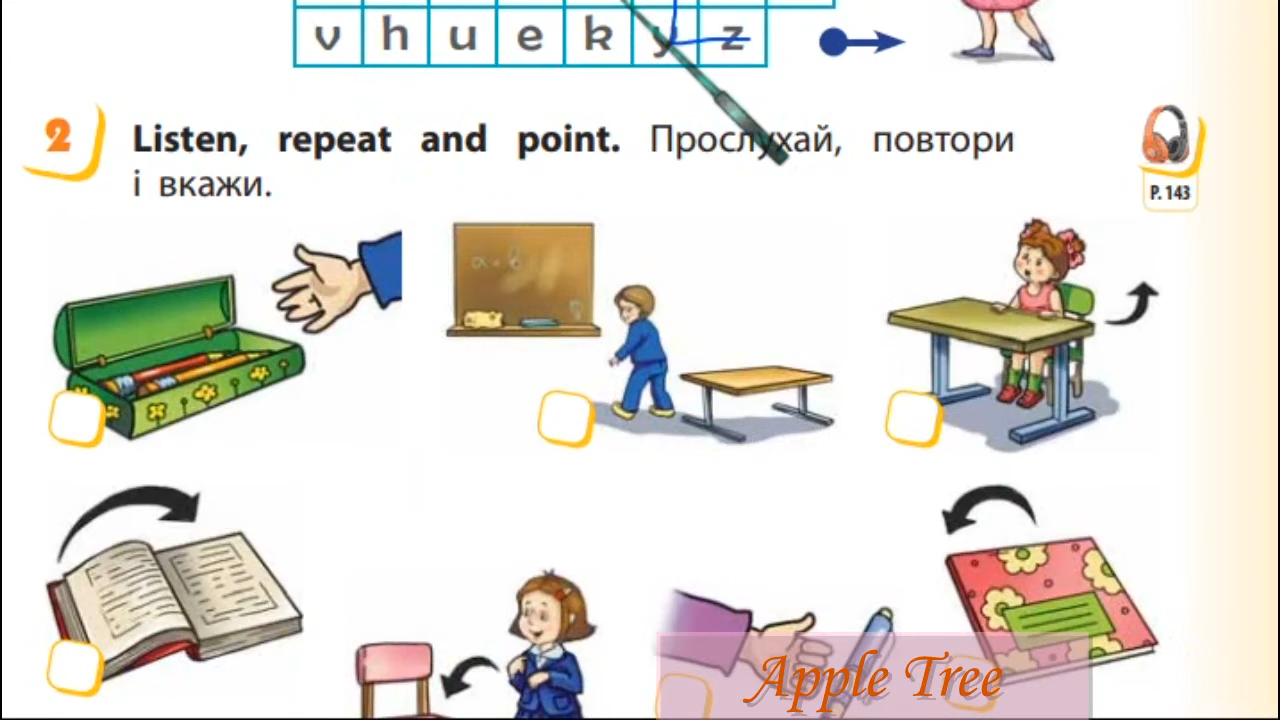 v h u e k y z
2 Listen, repeat and point. Прослухай, повтори
і вкажи.
P. 143
a b
Apple Tree